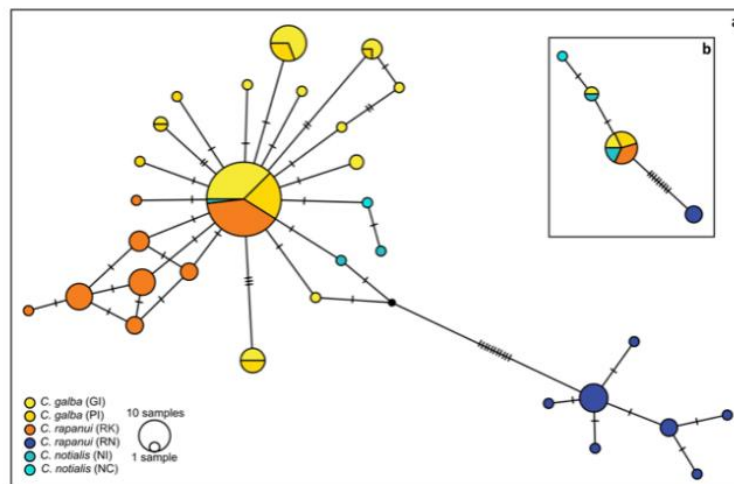 a
b
C. galba (GI)
C. galba (PI)
C. rapanui (RK)
C. rapanui (RN)
C. notialis (NI)
C. notialis (NC)
10 samples
1 sample